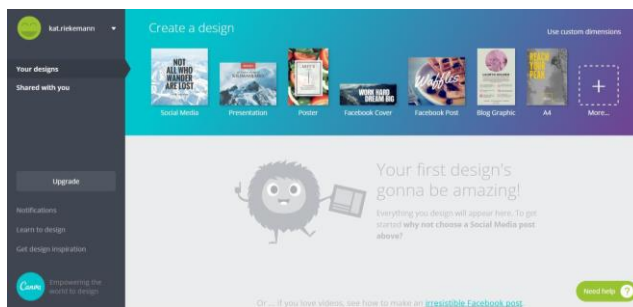 kat.riekemann
Your designs
Shared with you
Upgrade
Notifications
Learn to design
Get design inspiration
Canva
Empowering the
world to design
Create a design
Use custom dimensions
NOT
ALL WHO
WANDER
ARE LOST
WORK HARD
DREAM BIG
Waffles
REACH
YOUR
PEAK
Social Media
Presentation
Poster
Facebook Cover
Facebook Post
Blog Graphic
A4
More...
Your first design's
gonna be amazing!
Everything you design will appear here. To get
started why not choose a Social Media post
above?
Or ... if you love videos, see how to make an irresistible Facebook post.
Need help ?